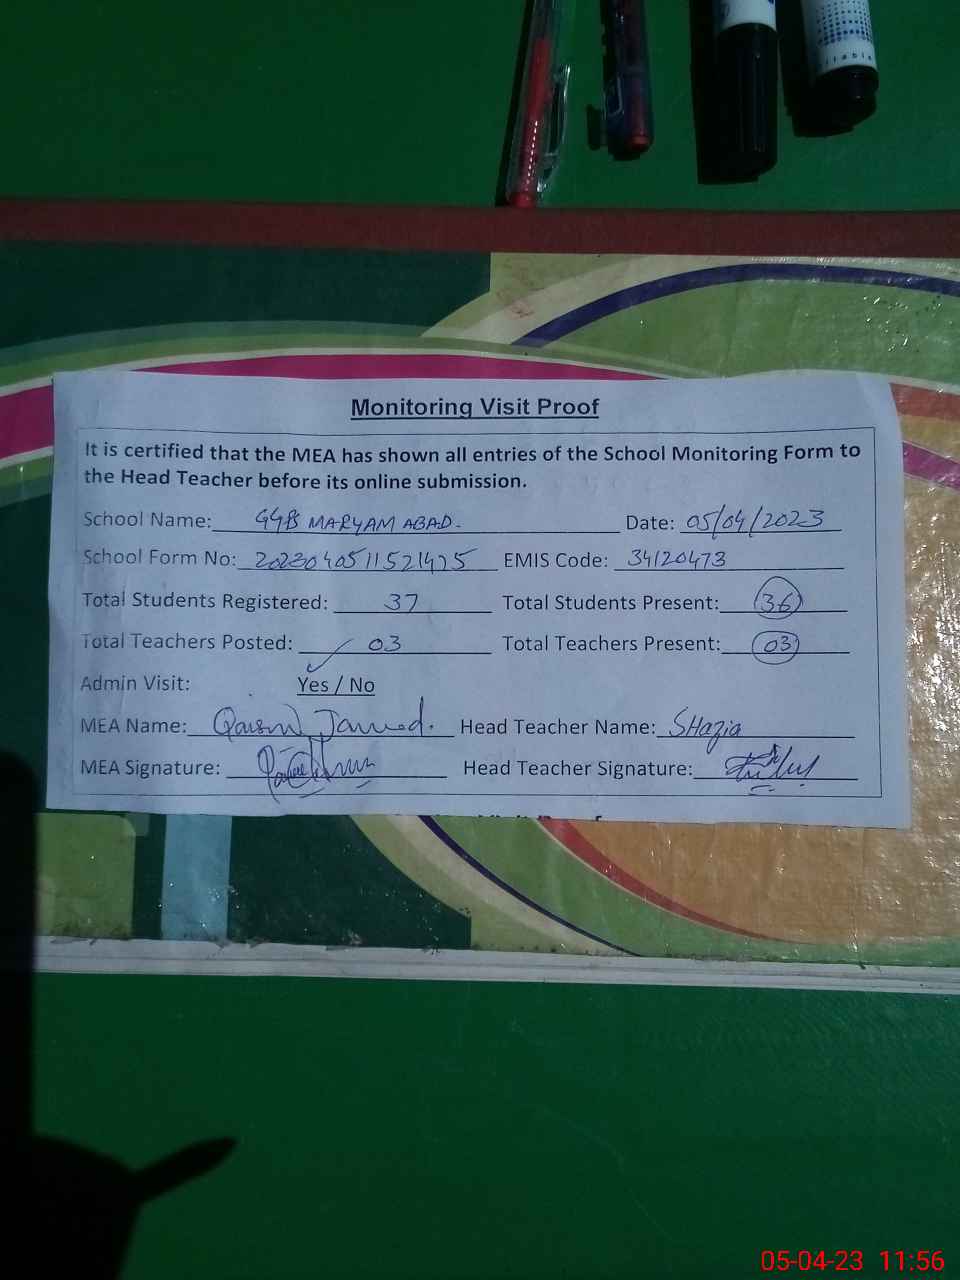 Monitoring Visit Proof
It is certified that the MEA has shown all entries of the School Monitoring Form to
the Head Teacher before its online submission.
School Name: GGPS MARYAM ABAD. Date: 05/04/2023
School Form No: 2023040511521425 EMIS Code: 34120473
Total Students Registered: 37 Total Students Present: 36
Total Teachers Posted: 03 Total Teachers Present: 03
Admin Visit: Yes / No
MEA Name: Head Teacher Name: SHazia
MEA Signature: Head Teacher Signature:
05-04-23 11:56